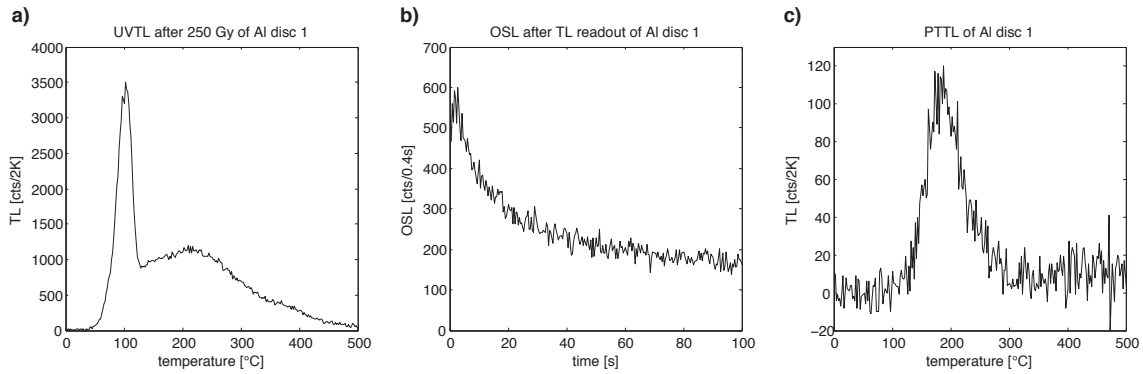 a)
UVTL after 250 Gy of Al disc 1
4000
3500
3000
2500
2000
1500
1000
500
0
TL [cts/2K]
0 100 200 300 400 500
temperature [°C]
b)
OSL after TL readout of Al disc 1
700
600
500
400
300
200
100
0
OSL [cts/0.4s]
0 20 40 60 80 100
time [s]
c)
PTTL of Al disc 1
120
100
80
60
40
20
0
−20
TL [cts/2K]
0 100 200 300 400 500
temperature [°C]